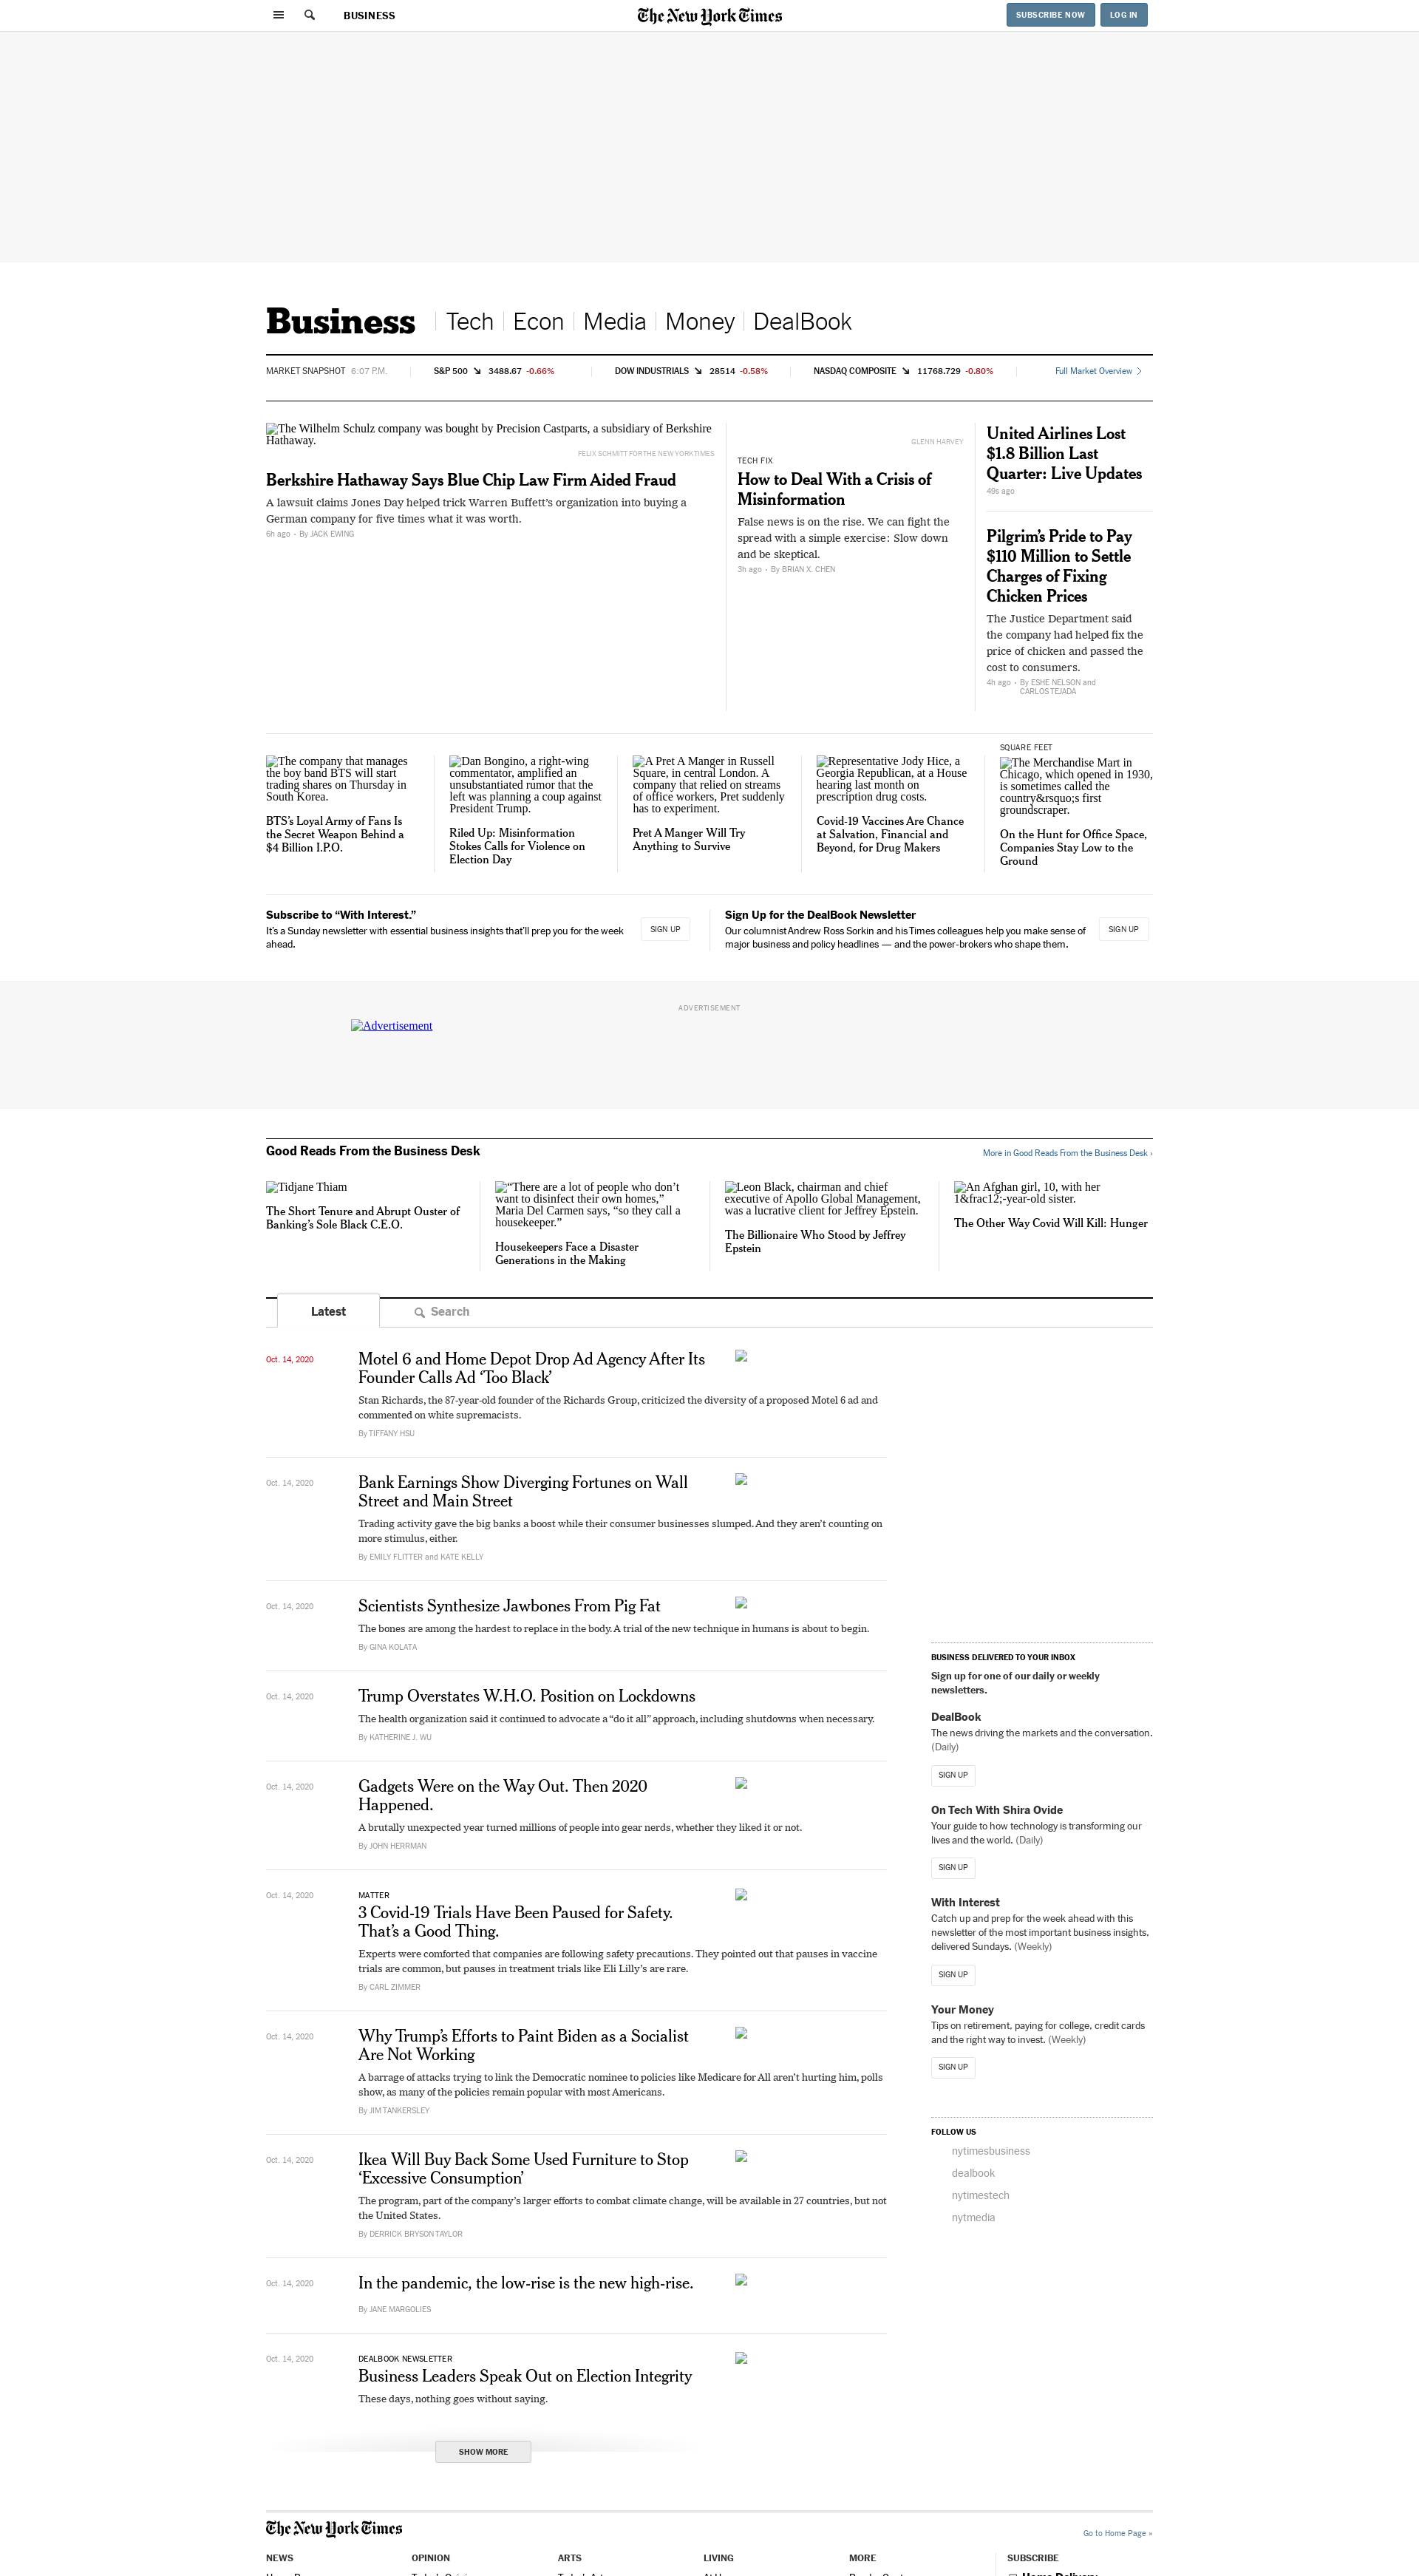 BUSINESS
The New York Times
SUBSCRIBE NOW
LOG IN
Business
Tech
Econ
Media
Money
DealBook
MARKET SNAPSHOT 6:07 P.M.
S&P 500 3488.67 -0.66%
DOW INDUSTRIALS 28514 -0.58%
NASDAQ COMPOSITE 11768.729 -0.80%
Full Market Overview
The Wilhelm Schulz company was bought by Precision Castparts, a subsidiary of Berkshire
Hathaway.
FELIX SCHMITT FOR THE NEW YORK TIMES
Berkshire Hathaway Says Blue Chip Law Firm Aided Fraud
A lawsuit claims Jones Day helped trick Warren Buffett’s organization into buying a
German company for five times what it was worth.
6h ago • By JACK EWING
GLENN HARVEY
TECH FIX
How to Deal With a Crisis of
Misinformation
False news is on the rise. We can fight the
spread with a simple exercise: Slow down
and be skeptical.
3h ago • By BRIAN X. CHEN
United Airlines Lost
$1.8 Billion Last
Quarter: Live Updates
49s ago
Pilgrim’s Pride to Pay
$110 Million to Settle
Charges of Fixing
Chicken Prices
The Justice Department said
the company had helped fix the
price of chicken and passed the
cost to consumers.
4h ago • By ESHE NELSON and
CARLOS TEJADA
The company that manages
the boy band BTS will start
trading shares on Thursday in
South Korea.
BTS’s Loyal Army of Fans Is
the Secret Weapon Behind a
$4 Billion I.P.O.
Dan Bongino, a right-wing
commentator, amplified an
unsubstantiated rumor that the
left was planning a coup against
President Trump.
Riled Up: Misinformation
Stokes Calls for Violence on
Election Day
A Pret A Manger in Russell
Square, in central London. A
company that relied on streams
of office workers, Pret suddenly
has to experiment.
Pret A Manger Will Try
Anything to Survive
Representative Jody Hice, a
Georgia Republican, at a House
hearing last month on
prescription drug costs.
Covid-19 Vaccines Are Chance
at Salvation, Financial and
Beyond, for Drug Makers
SQUARE FEET
The Merchandise Mart in
Chicago, which opened in 1930,
is sometimes called the
country&rsquo;s first
groundscraper.
On the Hunt for Office Space,
Companies Stay Low to the
Ground
Subscribe to “With Interest.”
It’s a Sunday newsletter with essential business insights that’ll prep you for the week
ahead.
SIGN UP
Sign Up for the DealBook Newsletter
Our columnist Andrew Ross Sorkin and his Times colleagues help you make sense of
major business and policy headlines — and the power-brokers who shape them.
SIGN UP
ADVERTISEMENT
Advertisement
Good Reads From the Business Desk
More in Good Reads From the Business Desk ›
Tidjane Thiam
The Short Tenure and Abrupt Ouster of
Banking’s Sole Black C.E.O.
“There are a lot of people who don’t
want to disinfect their own homes,”
Maria Del Carmen says, “so they call a
housekeeper.”
Housekeepers Face a Disaster
Generations in the Making
Leon Black, chairman and chief
executive of Apollo Global Management,
was a lucrative client for Jeffrey Epstein.
The Billionaire Who Stood by Jeffrey
Epstein
An Afghan girl, 10, with her
1&frac12;-year-old sister.
The Other Way Covid Will Kill: Hunger
Latest
Search
Oct. 14, 2020
Motel 6 and Home Depot Drop Ad Agency After Its
Founder Calls Ad ‘Too Black’
Stan Richards, the 87-year-old founder of the Richards Group, criticized the diversity of a proposed Motel 6 ad and
commented on white supremacists.
By TIFFANY HSU
Oct. 14, 2020
Bank Earnings Show Diverging Fortunes on Wall
Street and Main Street
Trading activity gave the big banks a boost while their consumer businesses slumped. And they aren’t counting on
more stimulus, either.
By EMILY FLITTER and KATE KELLY
Oct. 14, 2020
Scientists Synthesize Jawbones From Pig Fat
The bones are among the hardest to replace in the body. A trial of the new technique in humans is about to begin.
By GINA KOLATA
Oct. 14, 2020
Trump Overstates W.H.O. Position on Lockdowns
The health organization said it continued to advocate a “do it all” approach, including shutdowns when necessary.
By KATHERINE J. WU
Oct. 14, 2020
Gadgets Were on the Way Out. Then 2020
Happened.
A brutally unexpected year turned millions of people into gear nerds, whether they liked it or not.
By JOHN HERRMAN
Oct. 14, 2020
MATTER
3 Covid-19 Trials Have Been Paused for Safety.
That’s a Good Thing.
Experts were comforted that companies are following safety precautions. They pointed out that pauses in vaccine
trials are common, but pauses in treatment trials like Eli Lilly’s are rare.
By CARL ZIMMER
Oct. 14, 2020
Why Trump’s Efforts to Paint Biden as a Socialist
Are Not Working
A barrage of attacks trying to link the Democratic nominee to policies like Medicare for All aren’t hurting him, polls
show, as many of the policies remain popular with most Americans.
By JIM TANKERSLEY
Oct. 14, 2020
Ikea Will Buy Back Some Used Furniture to Stop
‘Excessive Consumption’
The program, part of the company’s larger efforts to combat climate change, will be available in 27 countries, but not
the United States.
By DERRICK BRYSON TAYLOR
Oct. 14, 2020
In the pandemic, the low-rise is the new high-rise.
By JANE MARGOLIES
Oct. 14, 2020
DEALBOOK NEWSLETTER
Business Leaders Speak Out on Election Integrity
These days, nothing goes without saying.
SHOW MORE
BUSINESS DELIVERED TO YOUR INBOX
Sign up for one of our daily or weekly
newsletters.
DealBook
The news driving the markets and the conversation.
(Daily)
SIGN UP
On Tech With Shira Ovide
Your guide to how technology is transforming our
lives and the world. (Daily)
SIGN UP
With Interest
Catch up and prep for the week ahead with this
newsletter of the most important business insights,
delivered Sundays. (Weekly)
SIGN UP
Your Money
Tips on retirement, paying for college, credit cards
and the right way to invest. (Weekly)
SIGN UP
FOLLOW US
nytimesbusiness
dealbook
nytimestech
nytmedia
The New York Times
Go to Home Page »
NEWS
OPINION
ARTS
LIVING
MORE
SUBSCRIBE